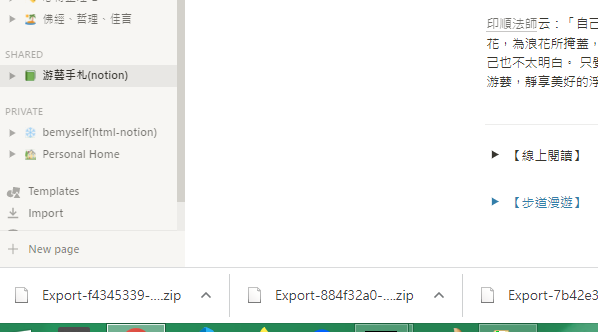 佛經、哲理、佳言
SHARED
游藝手札(notion)
PRIVATE
bemyself(html-notion)
Personal Home
Templates
Import
New page
印順法師云：「自己
花，為浪花所掩蓋，
己也不太明白。 只覺
游藝，靜享美好的淨
【線上閱讀】
【步道漫遊】
Export-f4345339-....zip
Export-884f32a0-....zip
Export-7b42e3